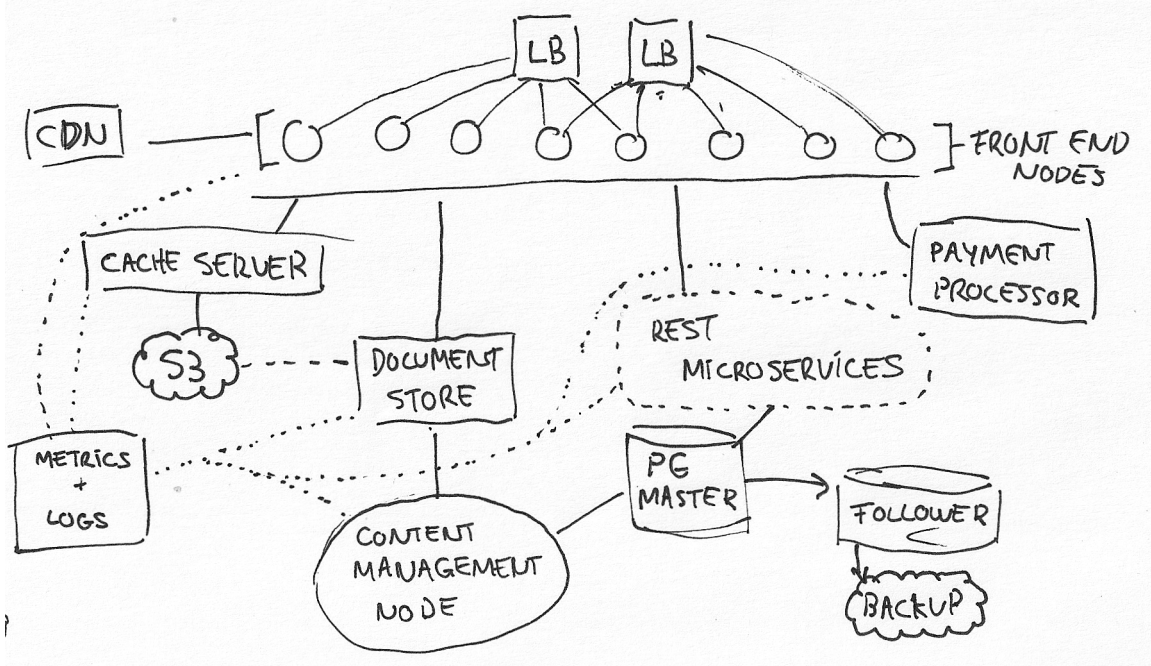 LB
LB
CDN
FRONT END
NODES
CACHE SERVER
PAYMENT
PROCESSOR
S3
DOCUMENT
STORE
REST
MICROSERVICES
METRICS
+
LOGS
PG
MASTER
FOLLOWER
CONTENT
MANAGEMENT
NODE
BACKUP